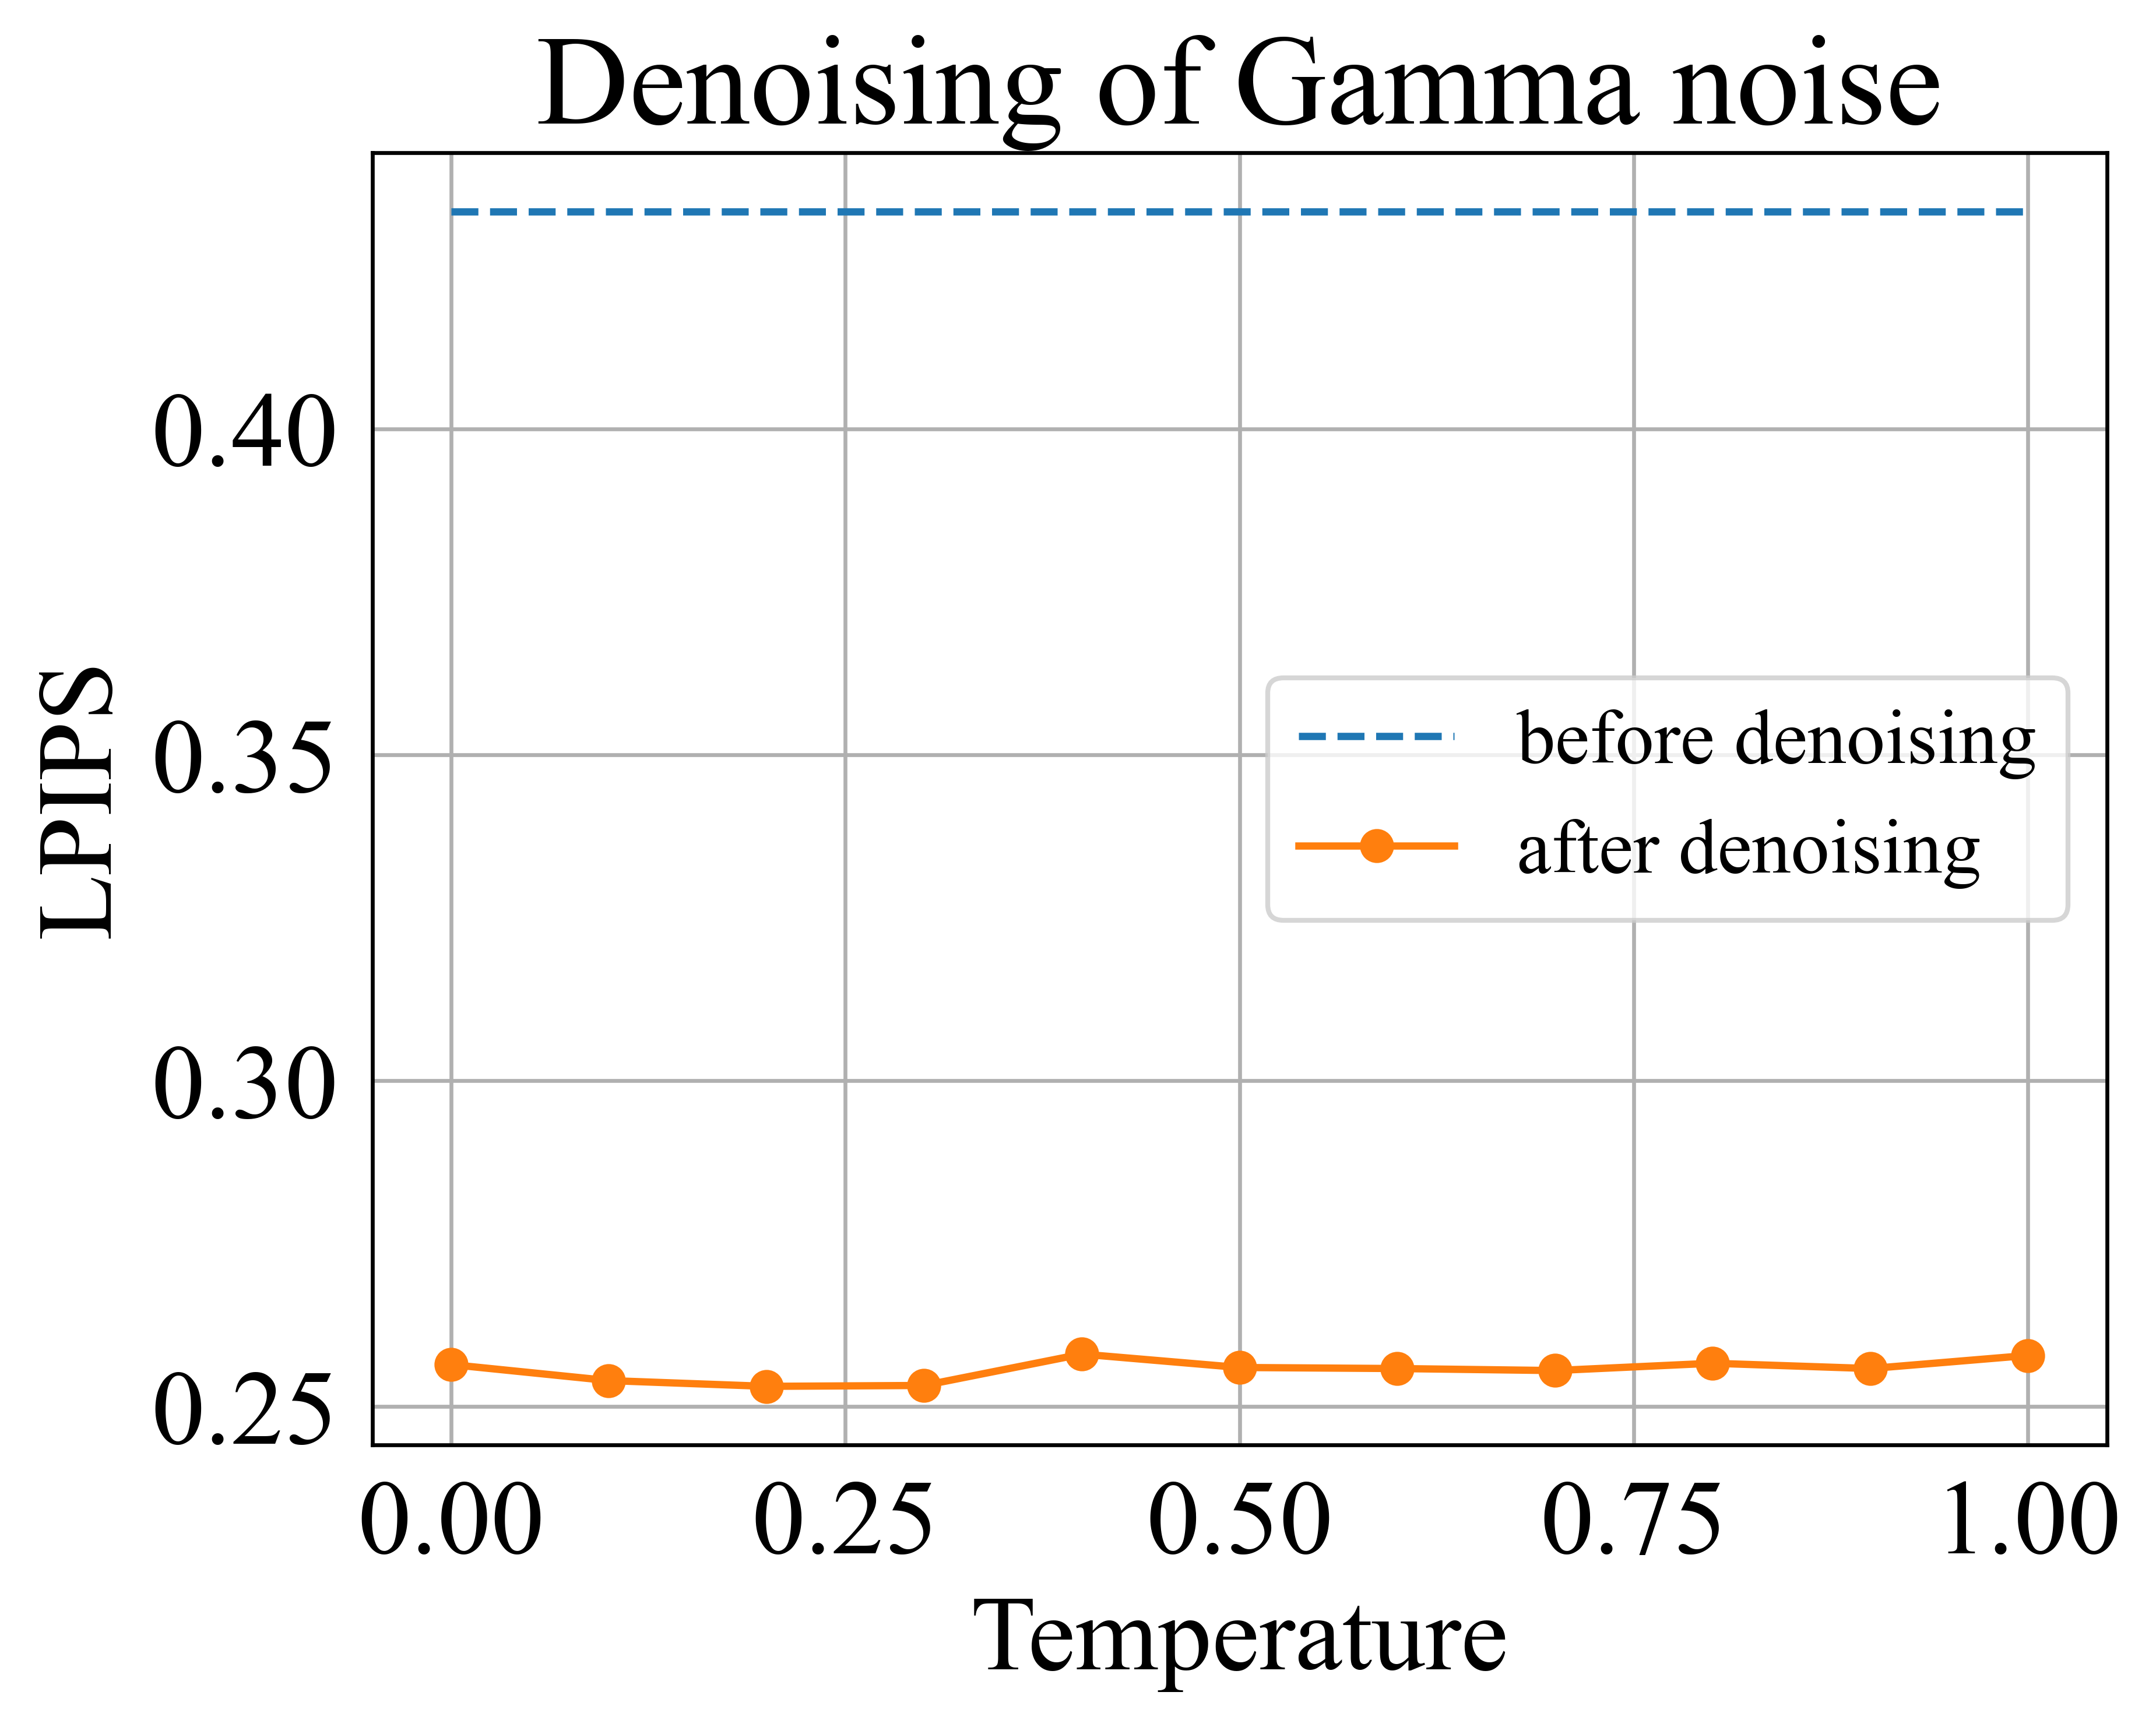 Denoising of Gamma noise
0.40
0.35
0.30
0.25
LPIPS
before denoising
after denoising
0.00 0.25 0.50 0.75 1.00
Temperature